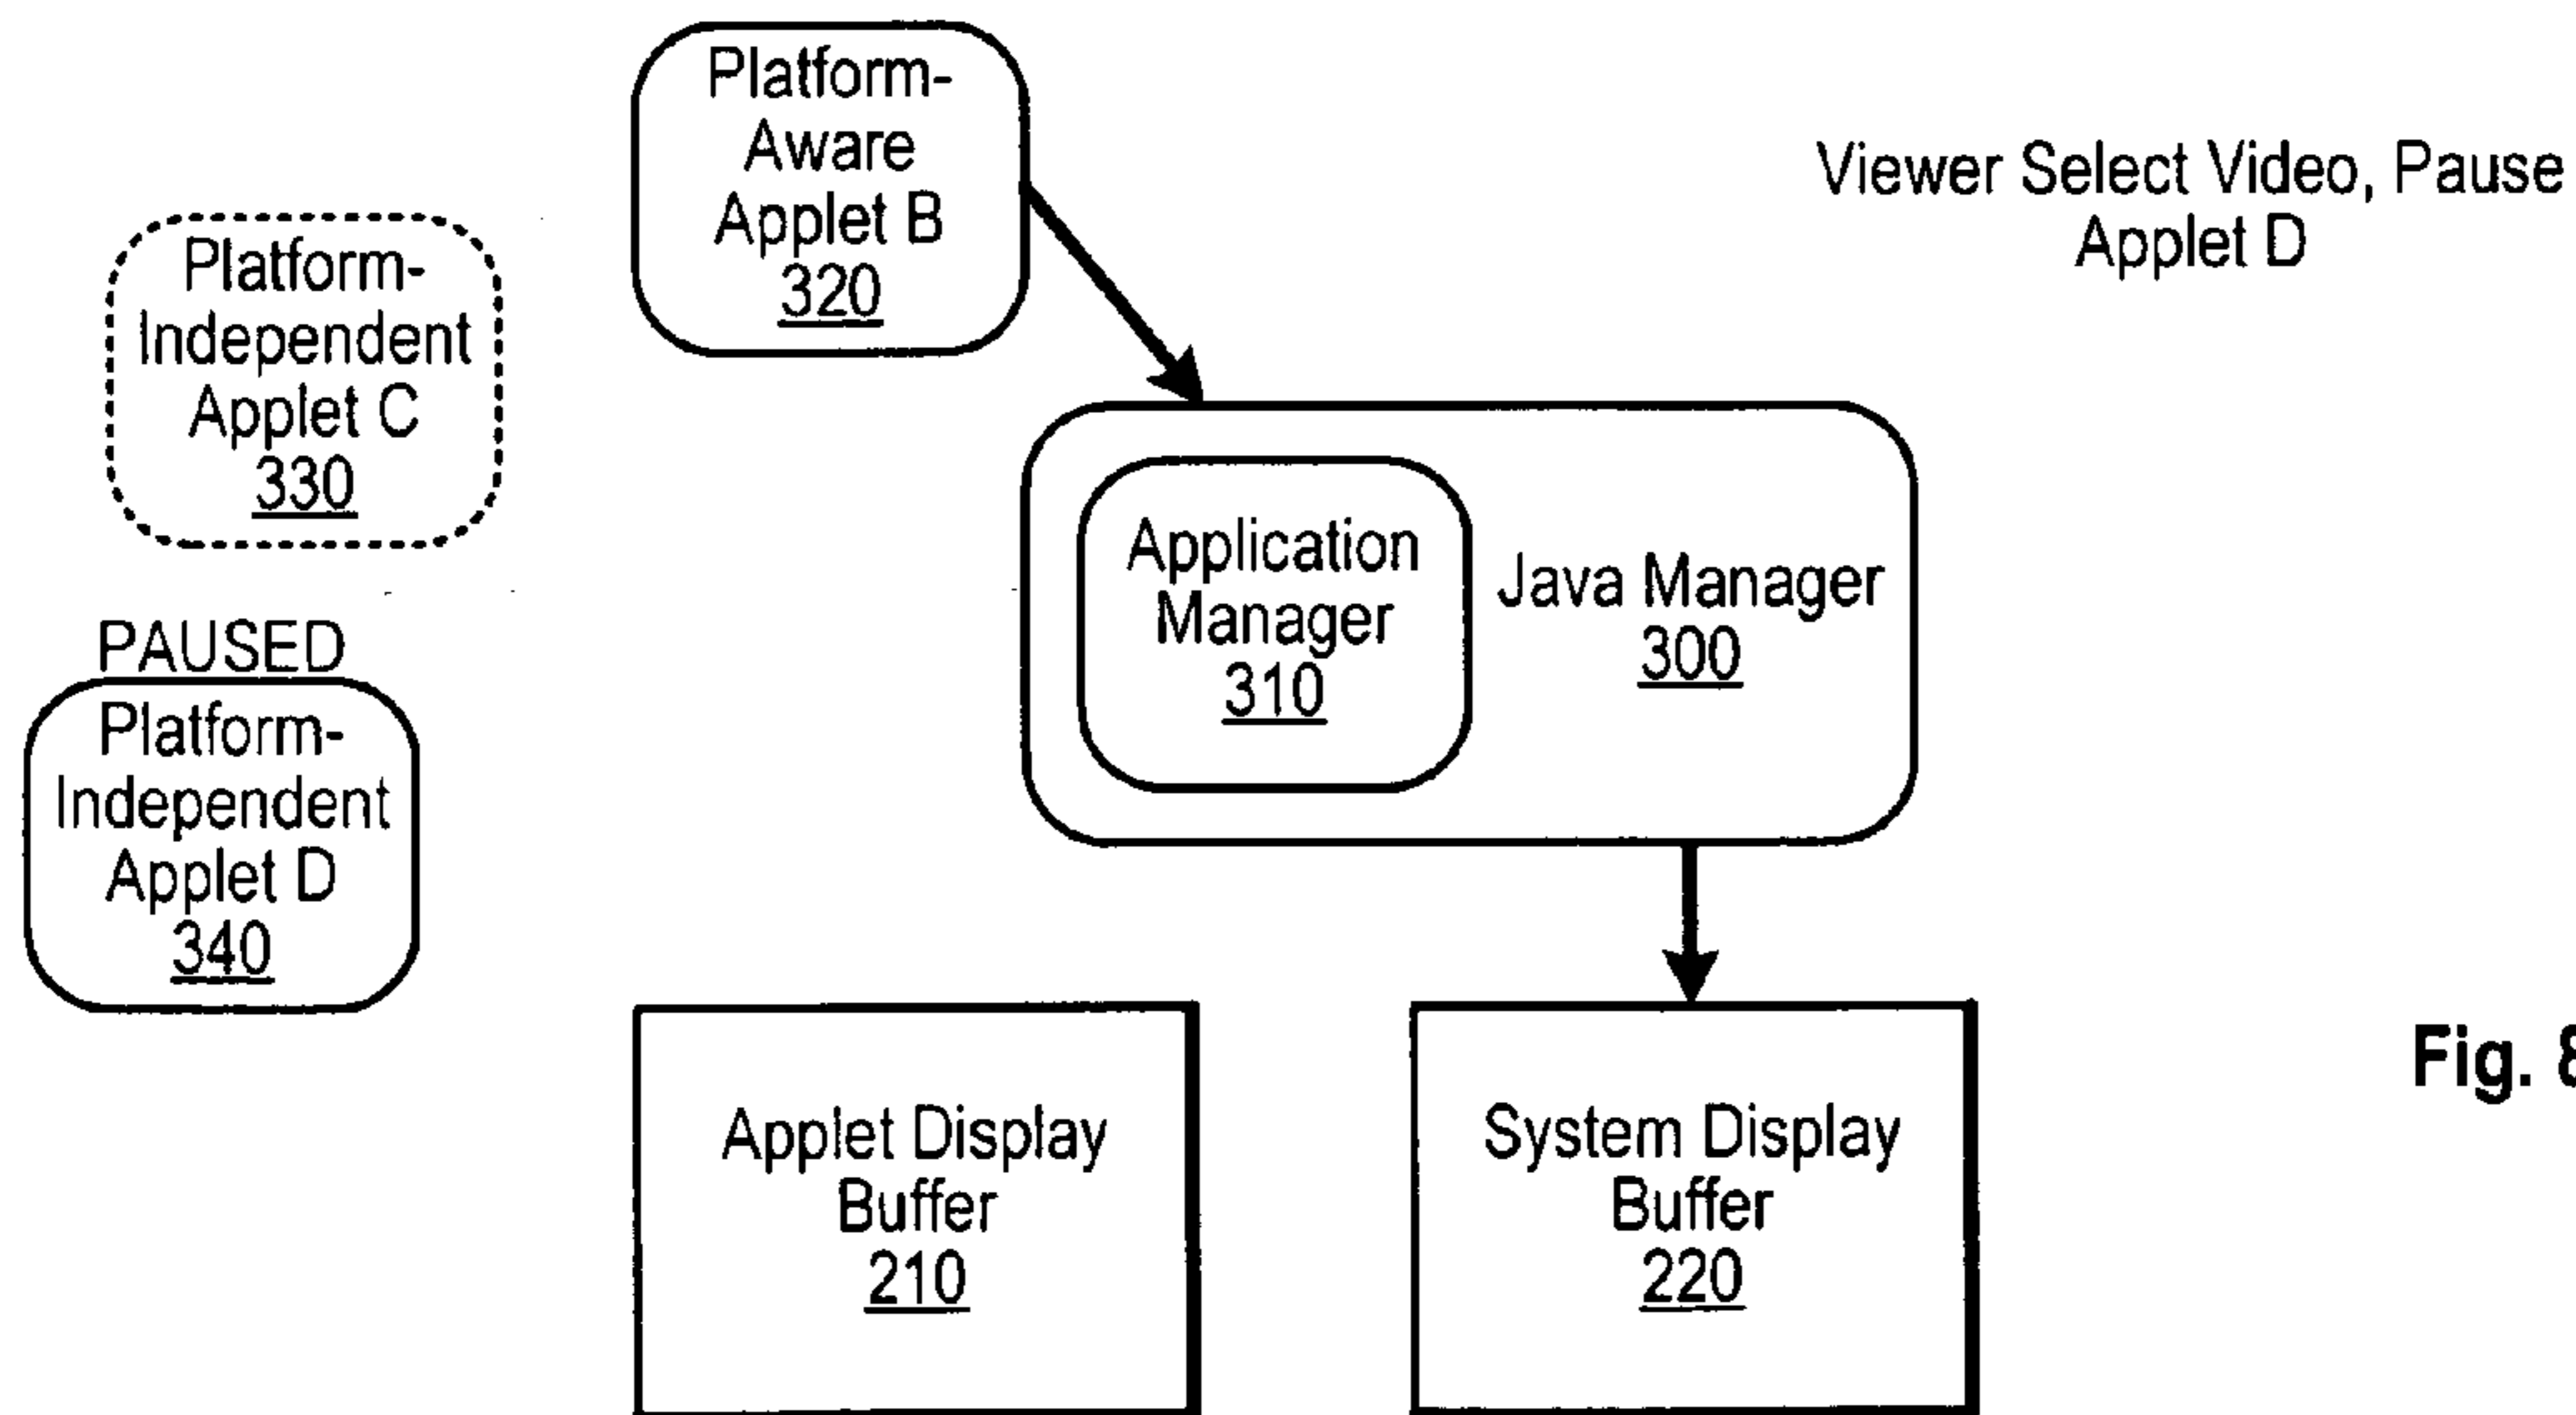 Platform-
Aware
Applet B
320
Viewer Select Video, Pause
Applet D
Platform-
Independent
Applet C
330
PAUSED
Platform-
Independent
Applet D
340
Application
Manager
310
Java Manager
300
Applet Display
Buffer
210
System Display
Buffer
220
Fig. 8